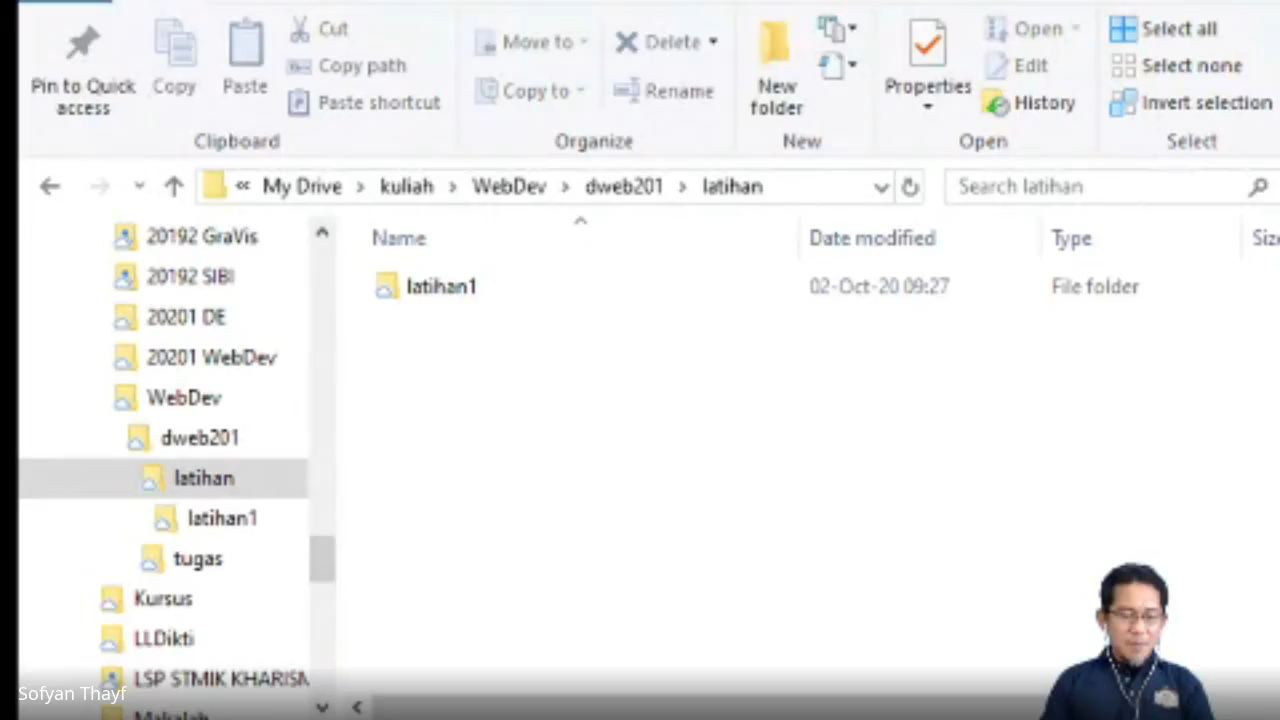 Pin to Quick access
Copy
Paste
Cut
Copy path
Paste shortcut
Clipboard
Move to
Copy to
Delete
Rename
Organize
New folder
New
Properties
Open
Edit
History
Open
Select all
Select none
Invert selection
Select
« My Drive > kuliah > WebDev > dweb201 > latihan
Search latihan
Name
Date modified
Type
Size
latihan1
02-Oct-20 09:27
File folder
20192 GraVis
20192 SIBI
20201 DE
20201 WebDev
WebDev
dweb201
latihan
latihan1
tugas
Kursus
LLDikti
LSP STMIK KHARISM
Makalah
Sofyan Thayf